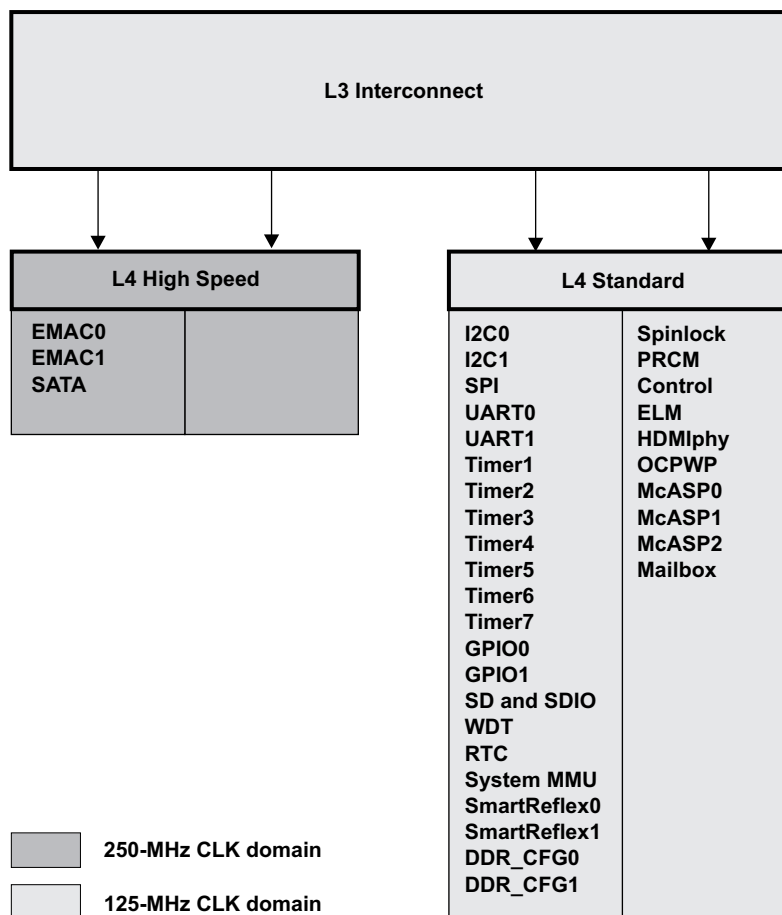 L3 Interconnect
L4 High Speed
EMAC0
EMAC1
SATA
L4 Standard
I2C0
I2C1
SPI
UART0
UART1
Timer1
Timer2
Timer3
Timer4
Timer5
Timer6
Timer7
GPIO0
GPIO1
SD and SDIO
WDT
RTC
System MMU
SmartReflex0
SmartReflex1
DDR_CFG0
DDR_CFG1
Spinlock
PRCM
Control
ELM
HDMIphy
OCPWP
McASP0
McASP1
McASP2
Mailbox
250-MHz CLK domain
125-MHz CLK domain